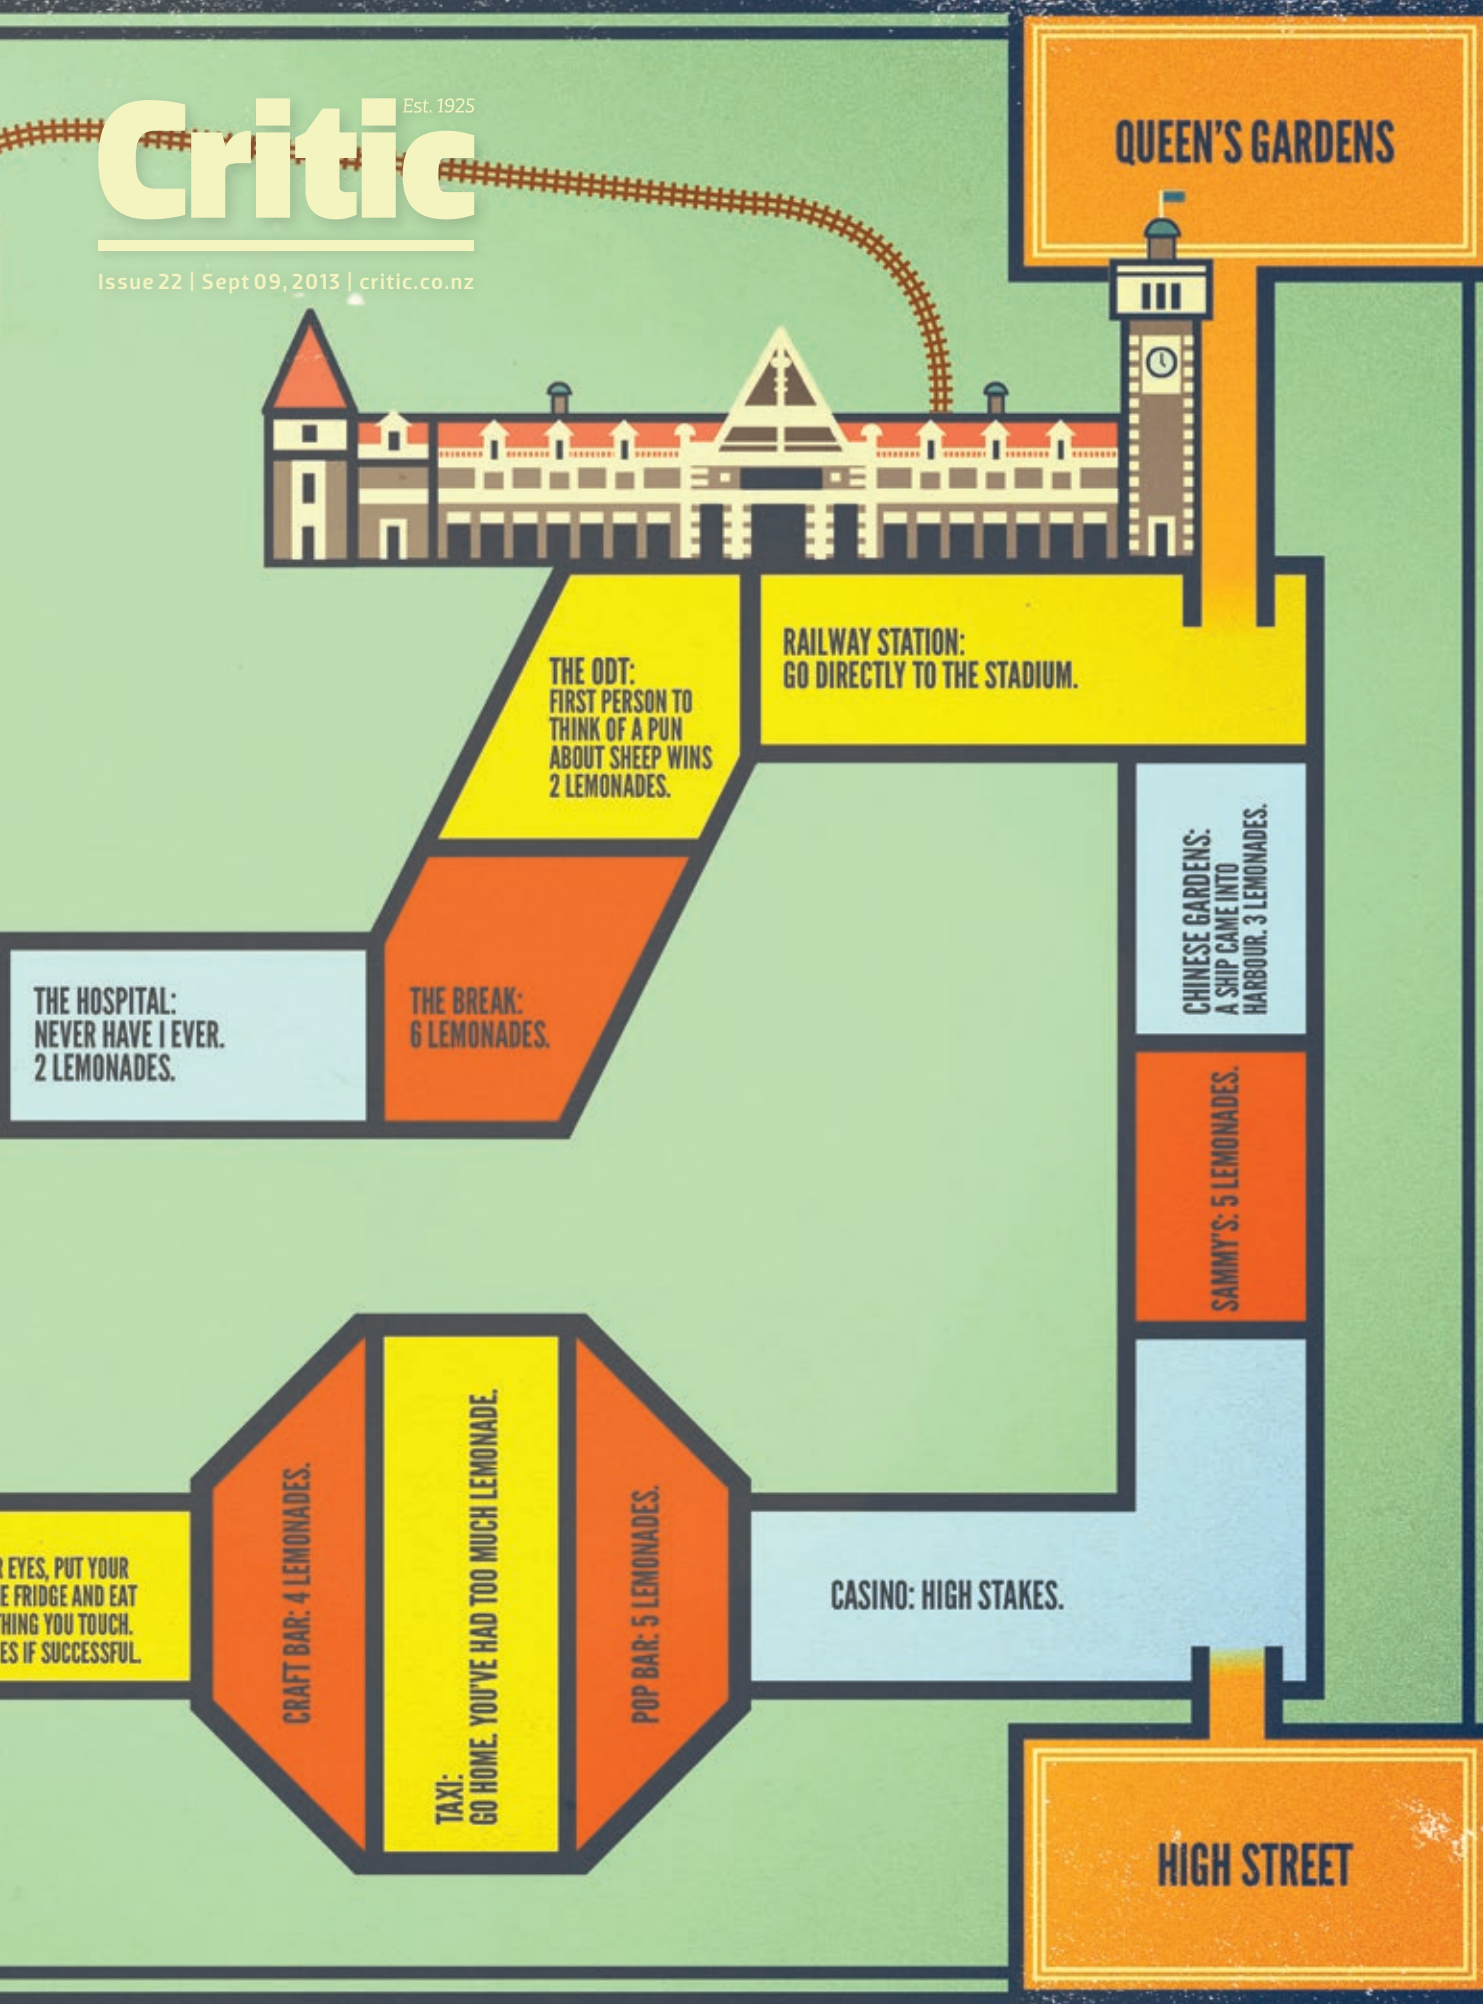 Est. 1925
Critic
Issue 22 | Sept 09, 2013 | critic.co.nz
QUEEN'S GARDENS
RAILWAY STATION:
GO DIRECTLY TO THE STADIUM.
THE ODT:
FIRST PERSON TO
THINK OF A PUN
ABOUT SHEEP WINS
2 LEMONADES.
CHINESE GARDENS:
A SHIP CAME INTO
HARBOUR. 3 LEMONADES.
THE HOSPITAL:
NEVER HAVE I EVER.
2 LEMONADES.
THE BREAK:
6 LEMONADES.
SAMMY'S: 5 LEMONADES.
EYES, PUT YOUR
FRIDGE AND EAT
YOU TOUCH.
IF SUCCESSFUL.
CRAFT BAR: 4 LEMONADES.
TAXI:
GO HOME. YOU'VE HAD TOO MUCH LEMONADE.
POP BAR: 5 LEMONADES.
CASINO: HIGH STAKES.
HIGH STREET